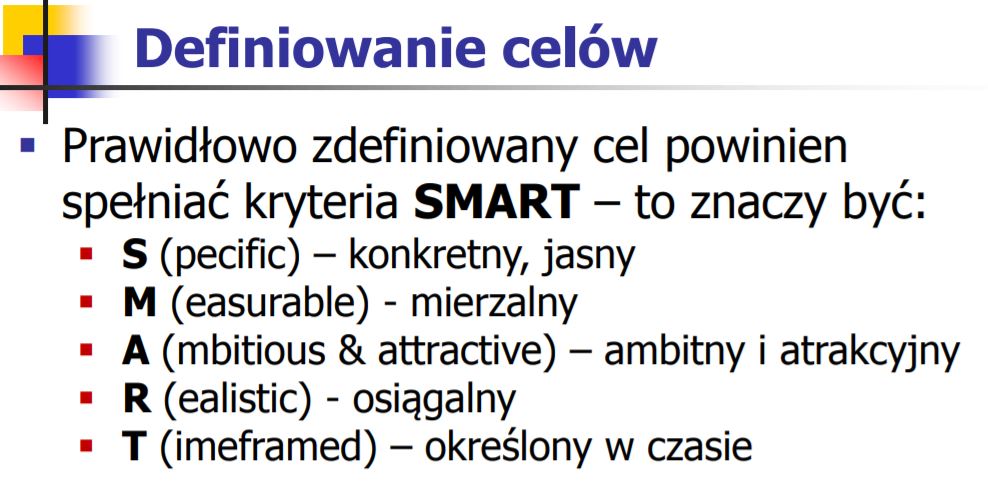 Definiowanie celów
Prawidłowo zdefiniowany cel powinien
spełniać kryteria SMART – to znaczy być:
S (pecific) – konkretny, jasny
M (easurable) - mierzalny
A (mbitious & attractive) – ambitny i atrakcyjny
R (ealistic) - osiągalny
T (imeframed) – określony w czasie